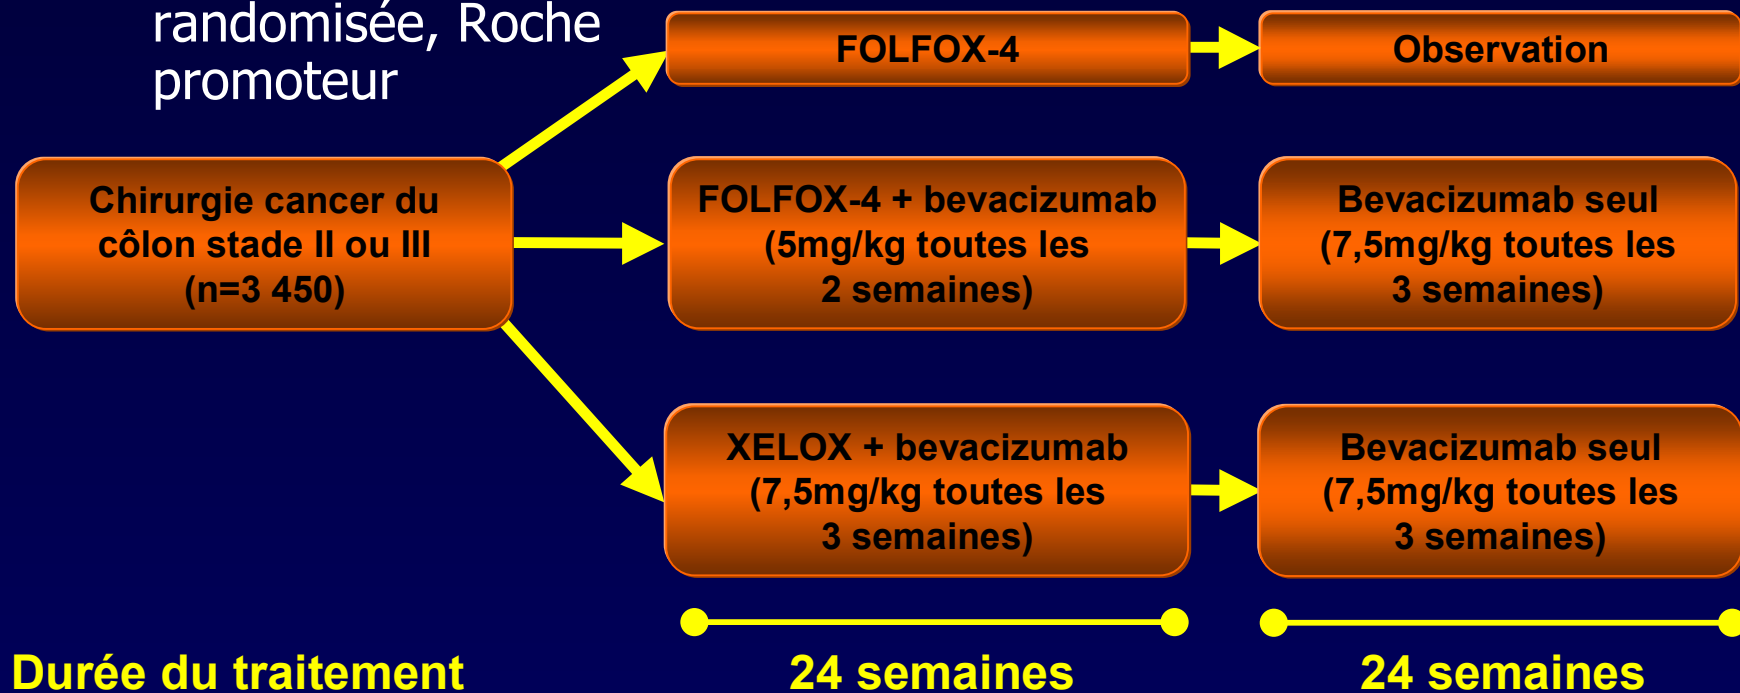 randomisée, Roche
promoteur
FOLFOX-4
Observation
Chirurgie cancer du
côlon stade II ou III
(n=3 450)
FOLFOX-4 + bevacizumab
(5mg/kg toutes les
2 semaines)
Bevacizumab seul
(7,5mg/kg toutes les
3 semaines)
XELOX + bevacizumab
(7,5mg/kg toutes les
3 semaines)
Bevacizumab seul
(7,5mg/kg toutes les
3 semaines)
Durée du traitement
24 semaines
24 semaines